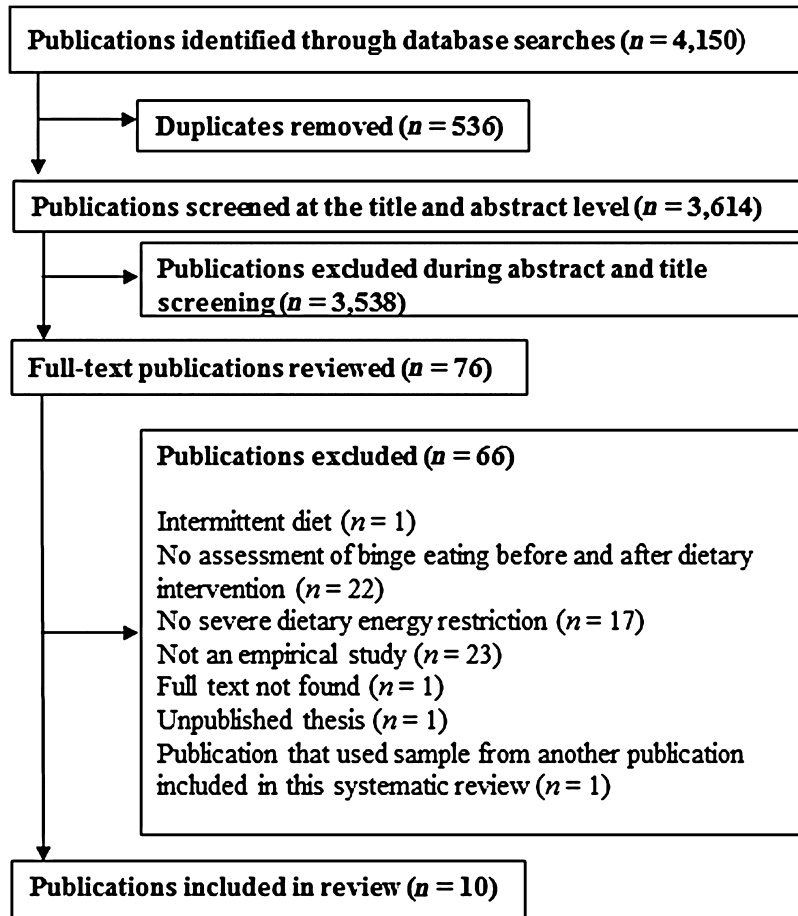 Publications identified through database searches (n = 4,150)
Duplicates removed (n = 536)
Publications screened at the title and abstract level (n = 3,614)
Publications excluded during abstract and title
screening (n = 3,538)
Full-text publications reviewed (n = 76)
Publications excluded (n = 66)
Intermittent diet (n = 1)
No assessment of binge eating before and after dietary
intervention (n = 22)
No severe dietary energy restriction (n = 17)
Not an empirical study (n = 23)
Full text not found (n = 1)
Unpublished thesis (n = 1)
Publication that used sample from another publication
included in this systematic review (n = 1)
Publications included in review (n = 10)